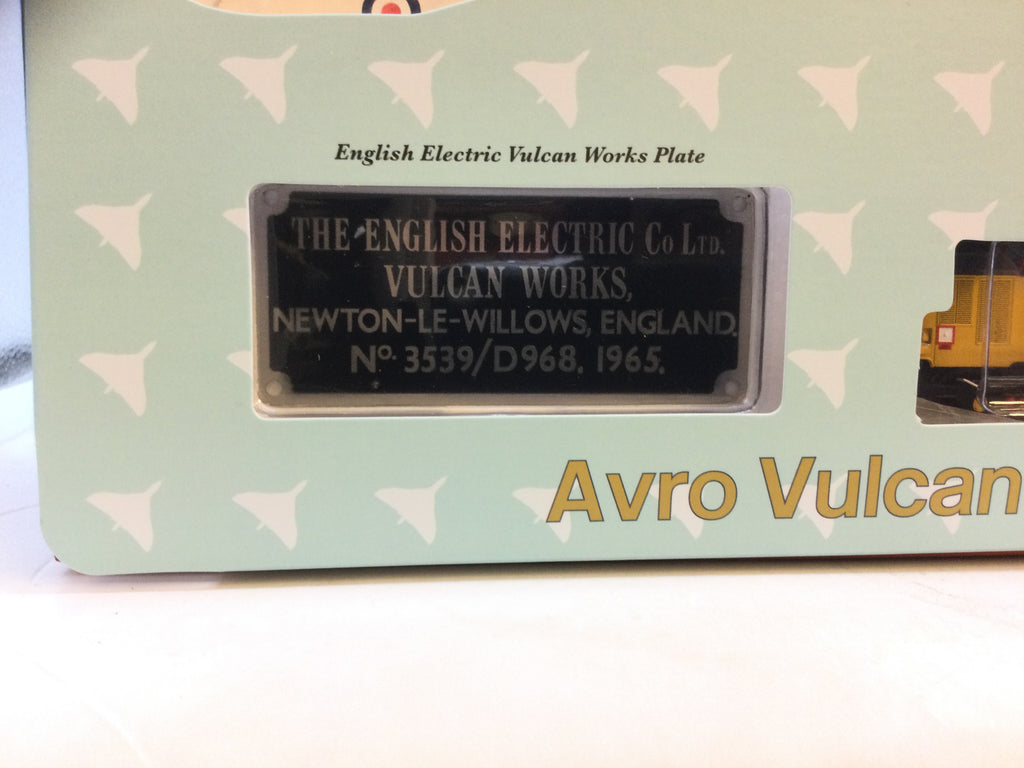 English Electric Vulcan Works Plate
THE ENGLISH ELECTRIC Co LTD.
VULCAN WORKS,
NEWTON-LE-WILLOWS, ENGLAND.
No. 3539/D968. 1965.
Avro Vulcan